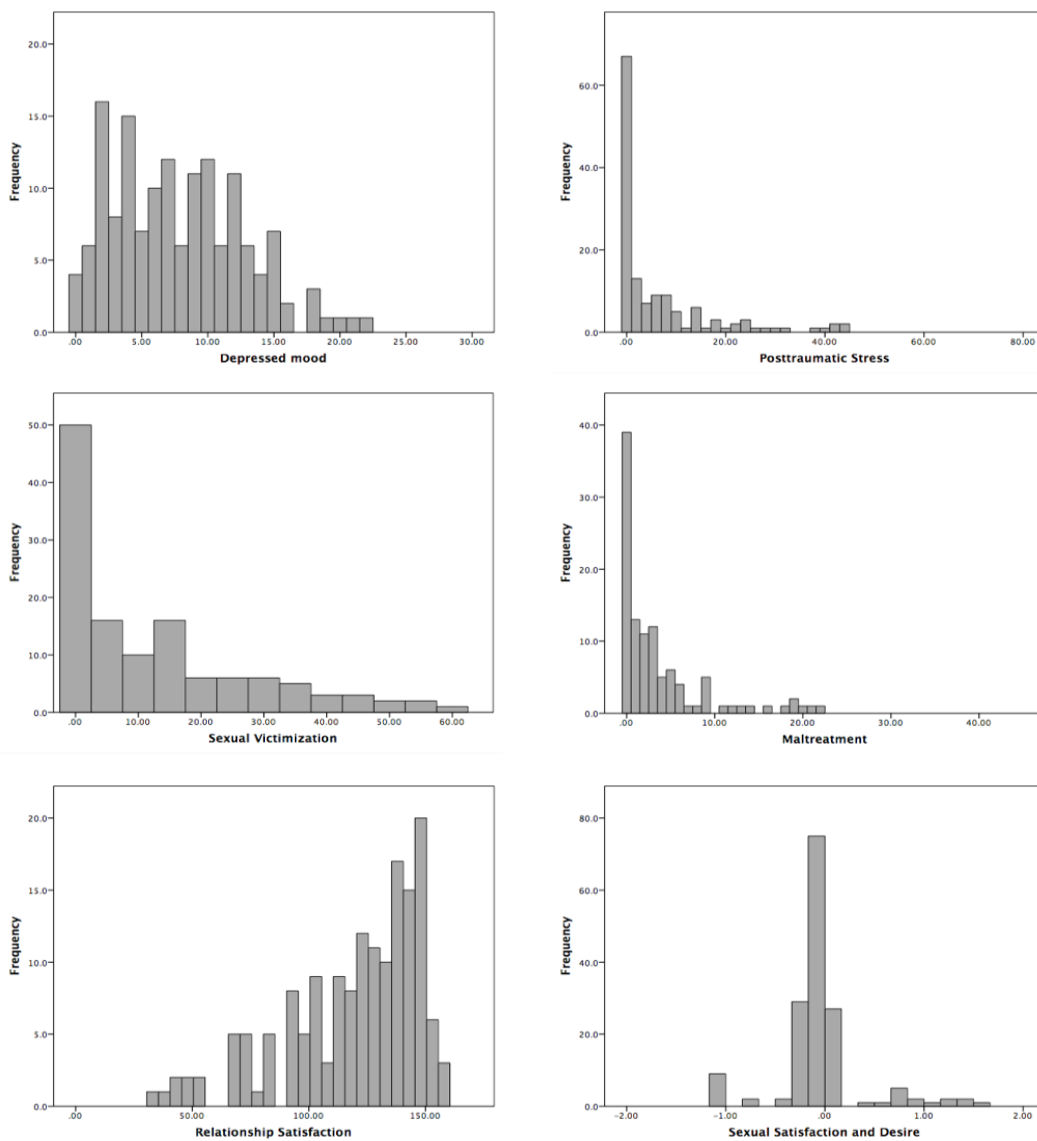 20.0
15.0
10.0
5.0
0.0
Frequency
.00 5.00 10.00 15.00 20.00 25.00 30.00
Depressed mood
60.0
40.0
20.0
0.0
Frequency
.00 20.00 40.00 60.00 80.00
Posttraumatic Stress
50.0
40.0
30.0
20.0
10.0
0.0
Frequency
.00 10.00 20.00 30.00 40.00 50.00 60.00
Sexual Victimization
40.0
30.0
20.0
10.0
0.0
Frequency
.00 10.00 20.00 30.00 40.00
Maltreatment
20.0
15.0
10.0
5.0
0.0
Frequency
.00 50.00 100.00 150.00
Relationship Satisfaction
80.0
60.0
40.0
20.0
0.0
Frequency
-2.00 -1.00 .00 1.00 2.00
Sexual Satisfaction and Desire